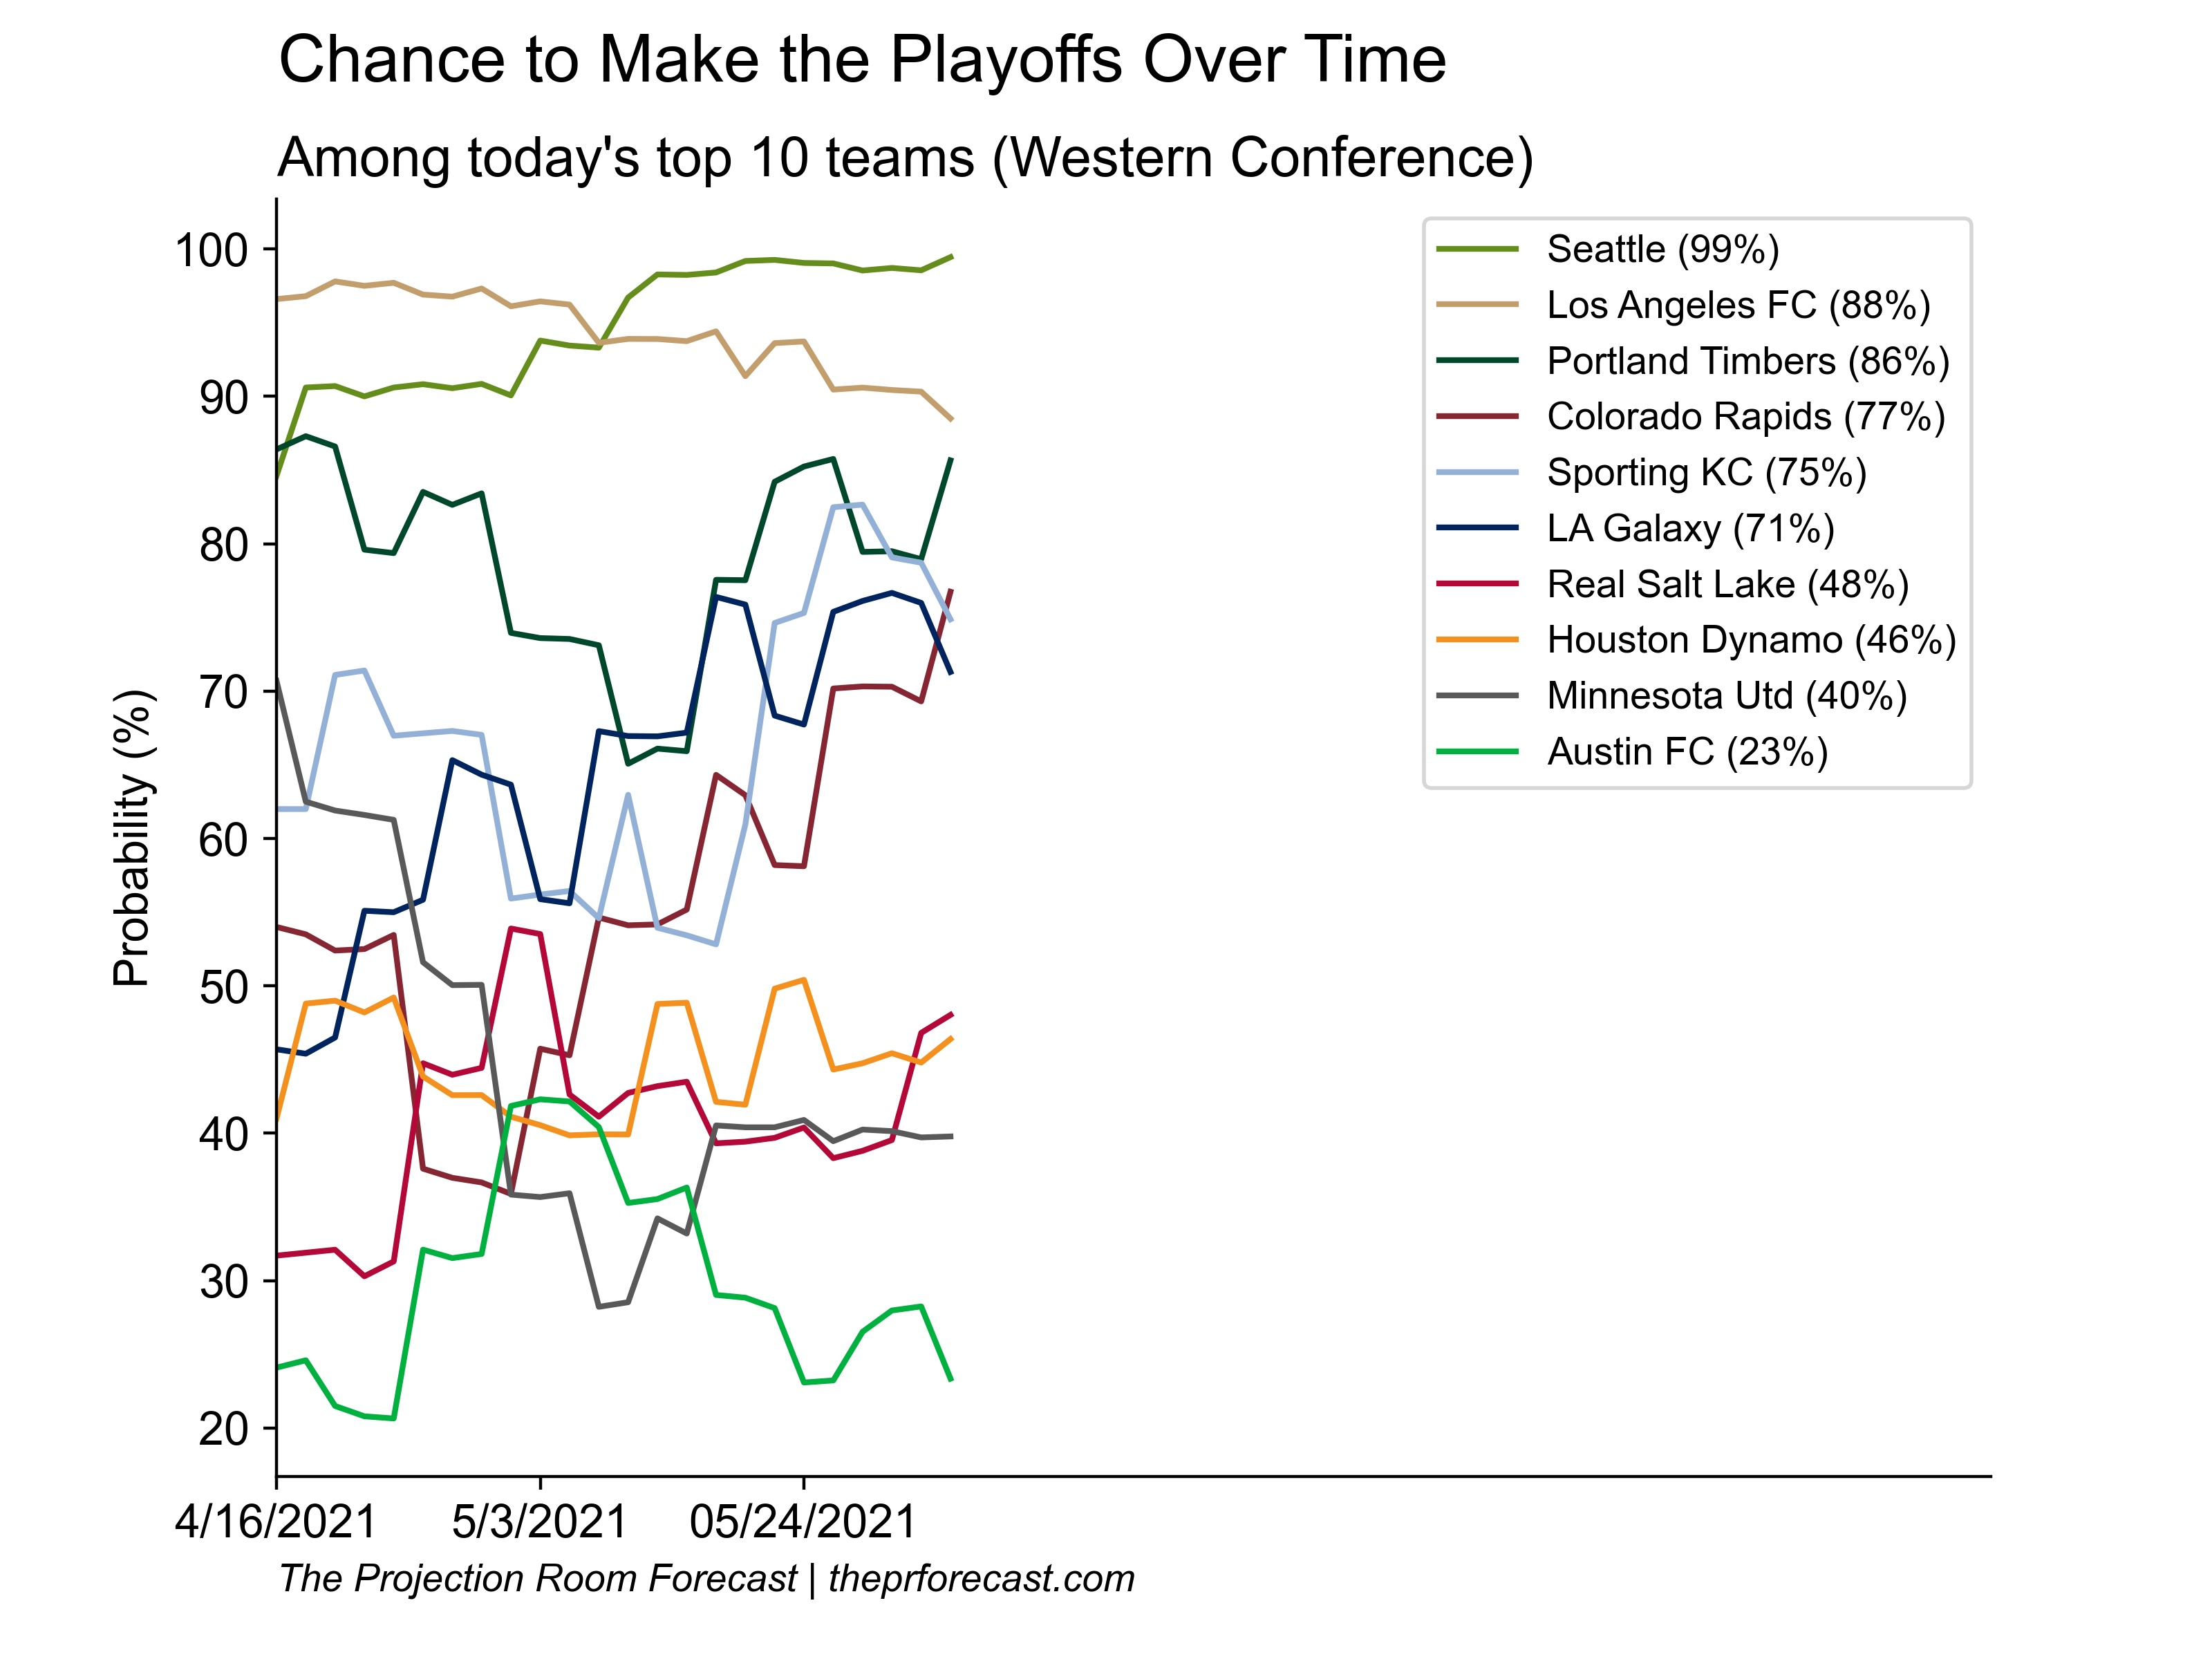 Chance to Make the Playoffs Over Time
Among today's top 10 teams (Western Conference)
Probability (%)
100
90
80
70
60
50
40
30
20
Seattle (99%)
Los Angeles FC (88%)
Portland Timbers (86%)
Colorado Rapids (77%)
Sporting KC (75%)
LA Galaxy (71%)
Real Salt Lake (48%)
Houston Dynamo (46%)
Minnesota Utd (40%)
Austin FC (23%)
4/16/2021 5/3/2021 05/24/2021
The Projection Room Forecast | theprforecast.com